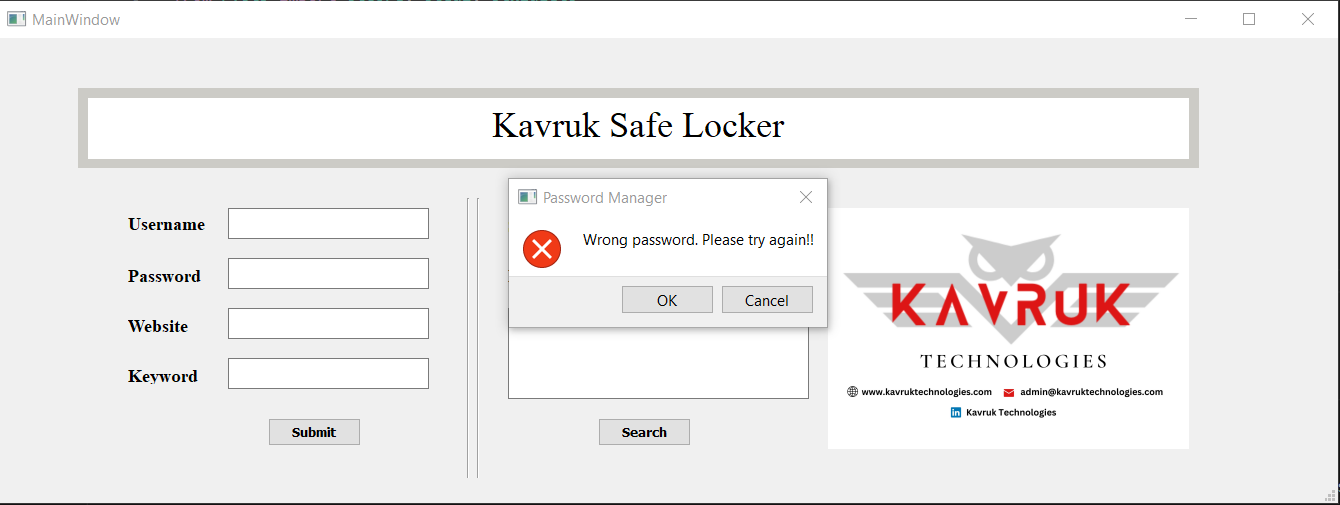 MainWindow
Kavruk Safe Locker
Username
Password
Website
Keyword
Submit
Password Manager
Wrong password. Please try again!!
OK
Cancel
Search
KAVRUK
TECHNOLOGIES
www.kavruktechnologies.com
admin@kavruktechnologies.com
in Kavruk Technologies